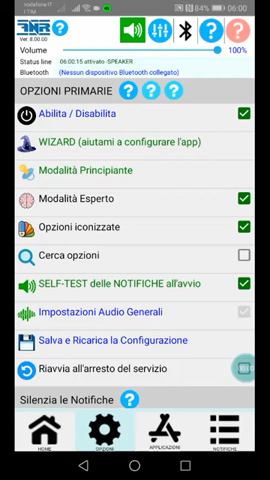 vodafone IT
84% 06:00
Ver. 8.00.00
Volume 100%
Status line 06:00:15 attivato -SPEAKER
Bluetooth (Nessun dispositivo Bluetooth collegato)
OPZIONI PRIMARIE
Abilita / Disabilita
WIZARD (aiutami a configurare l'app)
Modalità Principiante
Modalità Esperto
Opzioni iconizzate
Cerca opzioni
SELF-TEST delle NOTIFICHE all'avvio
Impostazioni Audio Generali
Salva e Ricarica la Configurazione
Riavvia all'arresto del servizio
Silenzia le Notifiche
HOME OPZIONI APPLICAZIONI NOTIFICHE